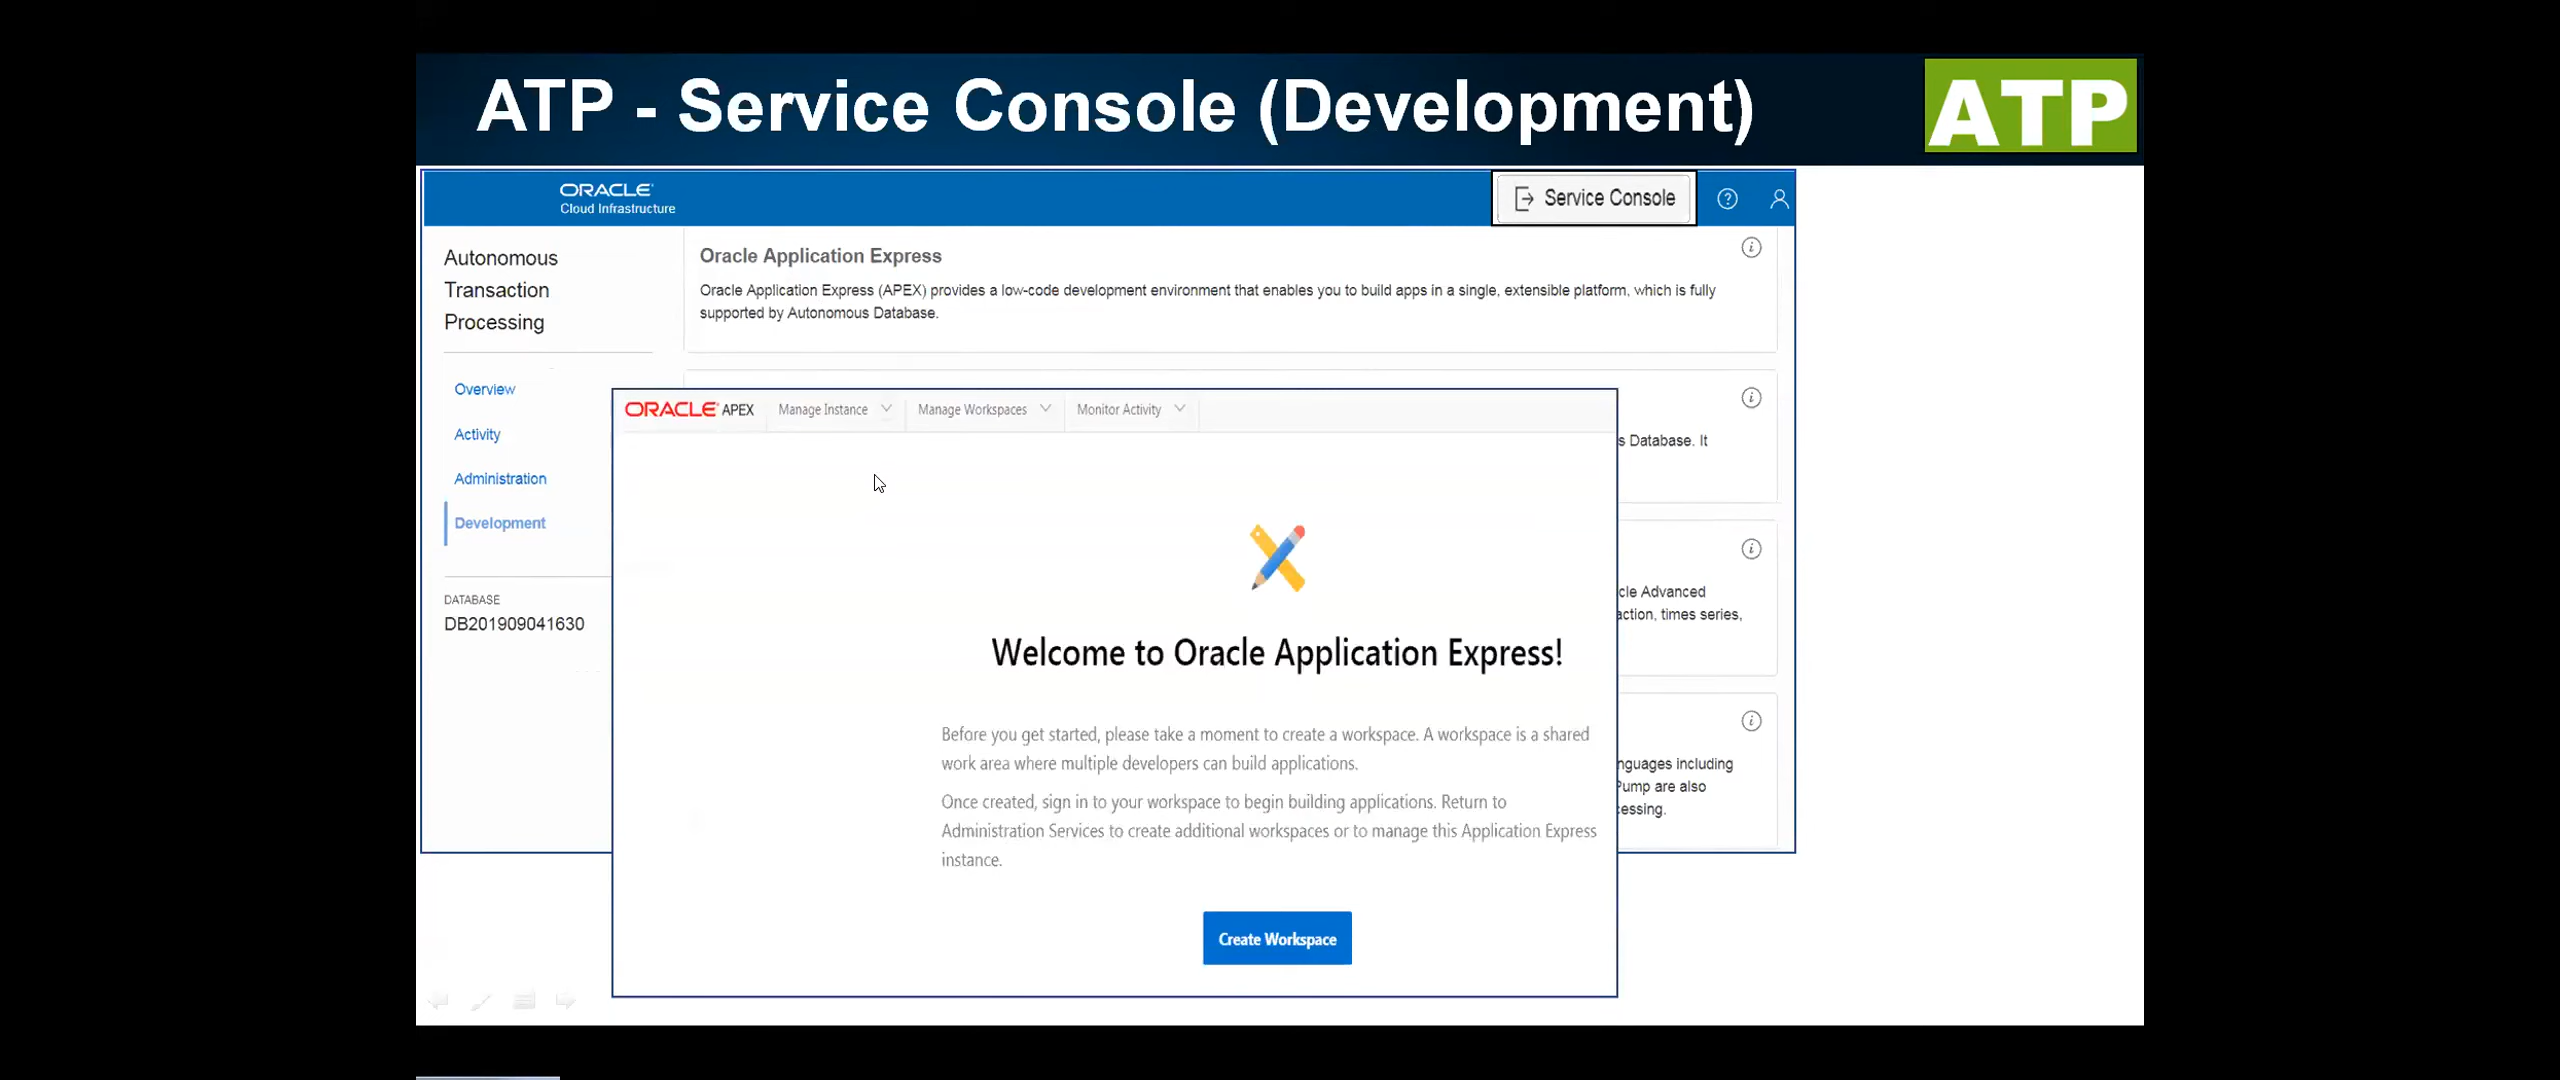 ATP - Service Console (Development)
ATP
ORACLE
Cloud Infrastructure
Service Console
Autonomous
Transaction
Processing
Overview
Activity
Administration
Development
DATABASE
DB201909041630
Oracle Application Express
Oracle Application Express (APEX) provides a low-code development environment that enables you to build apps in a single, extensible platform, which is fully
supported by Autonomous Database.
s Database. It
cle Advanced
action, times series,
nguages including
Pump are also
cessing.
ORACLE APEX
Manage Instance
Manage Workspaces
Monitor Activity
Welcome to Oracle Application Express!
Before you get started, please take a moment to create a workspace. A workspace is a shared
work area where multiple developers can build applications.
Once created, sign in to your workspace to begin building applications. Return to
Administration Services to create additional workspaces or to manage this Application Express
instance.
Create Workspace